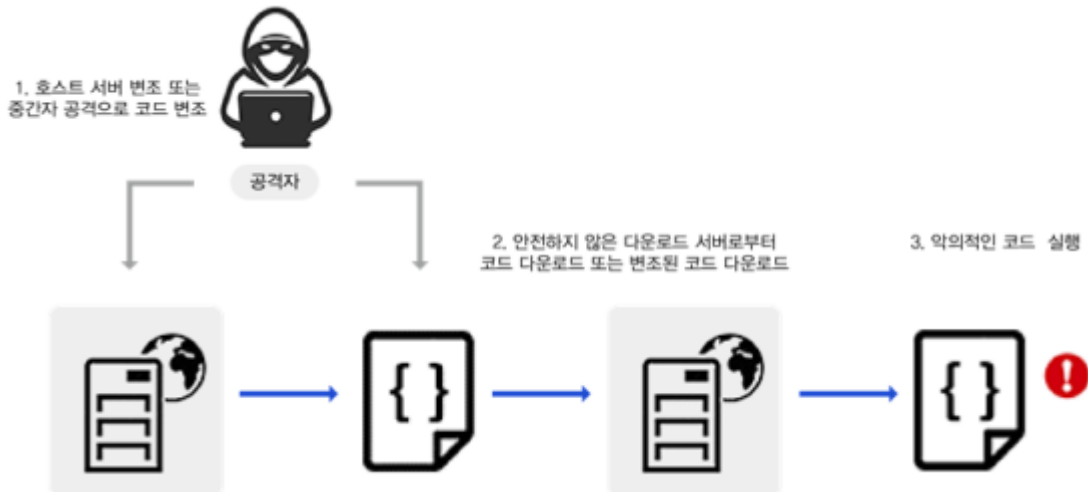 1. 호스트 서버 변조 또는
중간자 공격으로 코드 변조
공격자
2. 안전하지 않은 다운로드 서버로부터
코드 다운로드 또는 변조된 코드 다운로드
3. 악의적인 코드 실행
{ }
{ }